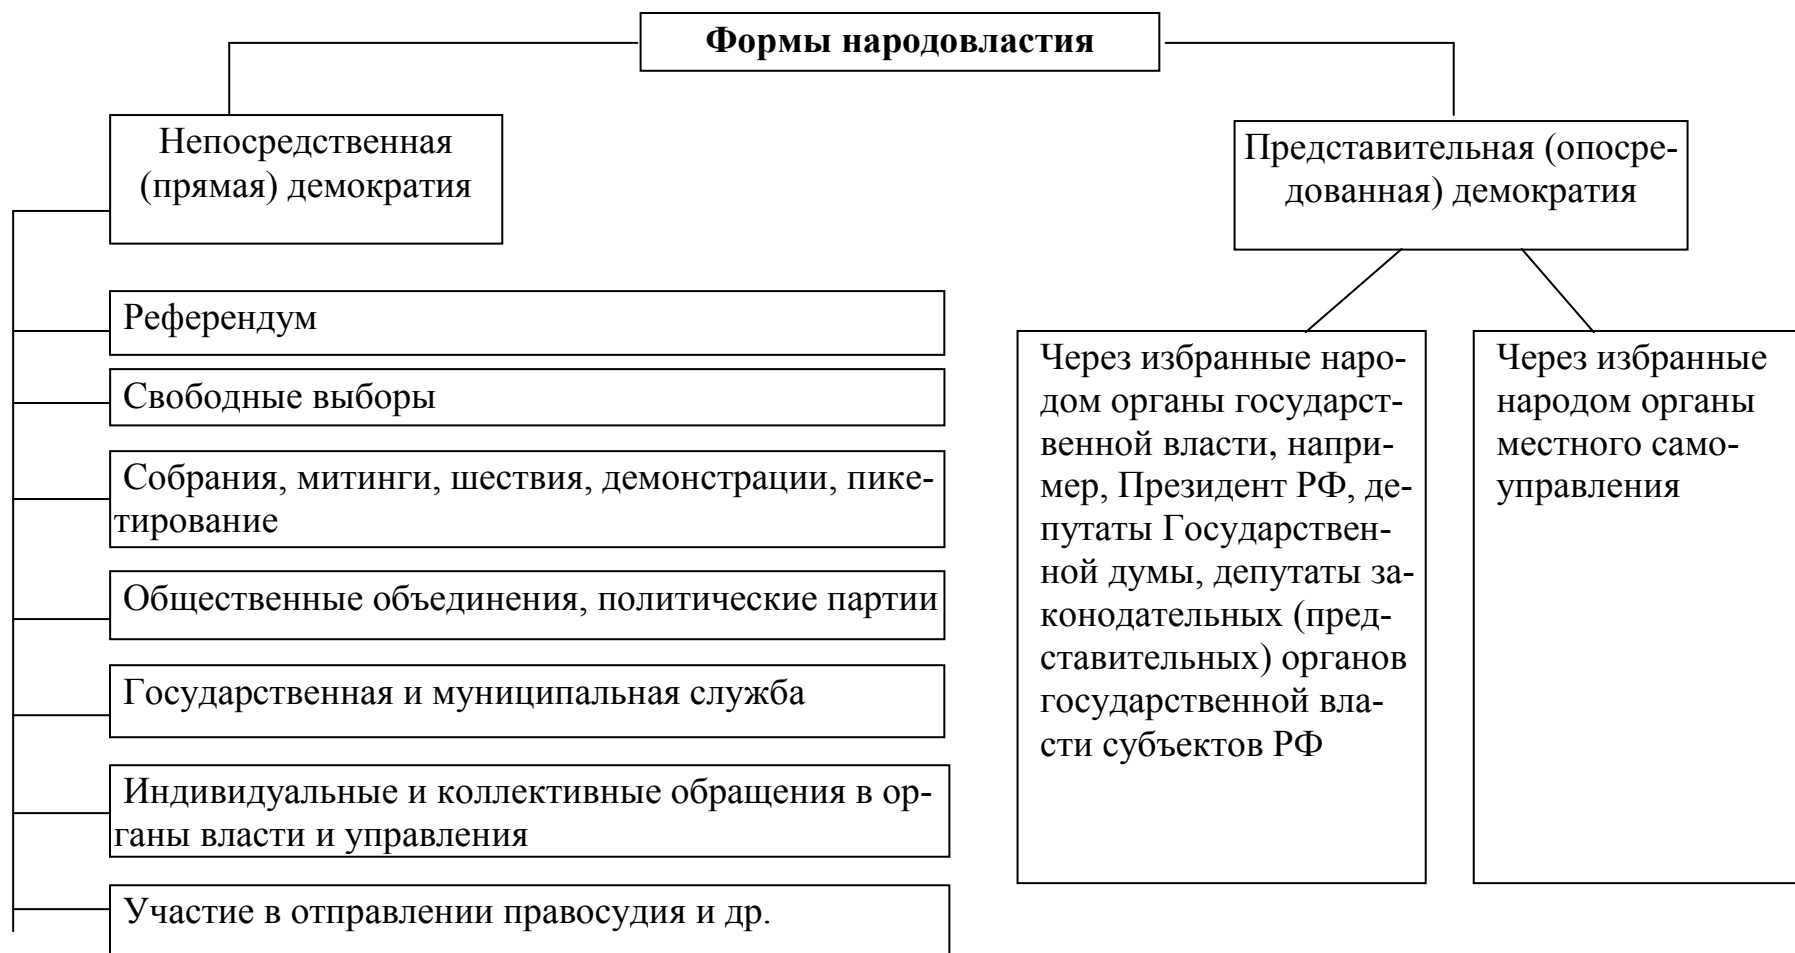 Формы народовластия
Непосредственная
(прямая) демократия
Представительная (опосре-
дованная) демократия
Референдум
Свободные выборы
Собрания, митинги, шествия, демонстрации, пике-
тирование
Общественные объединения, политические партии
Государственная и муниципальная служба
Индивидуальные и коллективные обращения в ор-
ганы власти и управления
Участие в отправлении правосудия и др.
Через избранные наро-
дом органы государст-
венной власти, напри-
мер, Президент РФ, де-
путаты Государствен-
ной думы, депутаты за-
конодательных (пред-
ставительных) органов
государственной вла-
сти субъектов РФ
Через избранные
народом органы
местного само-
управления